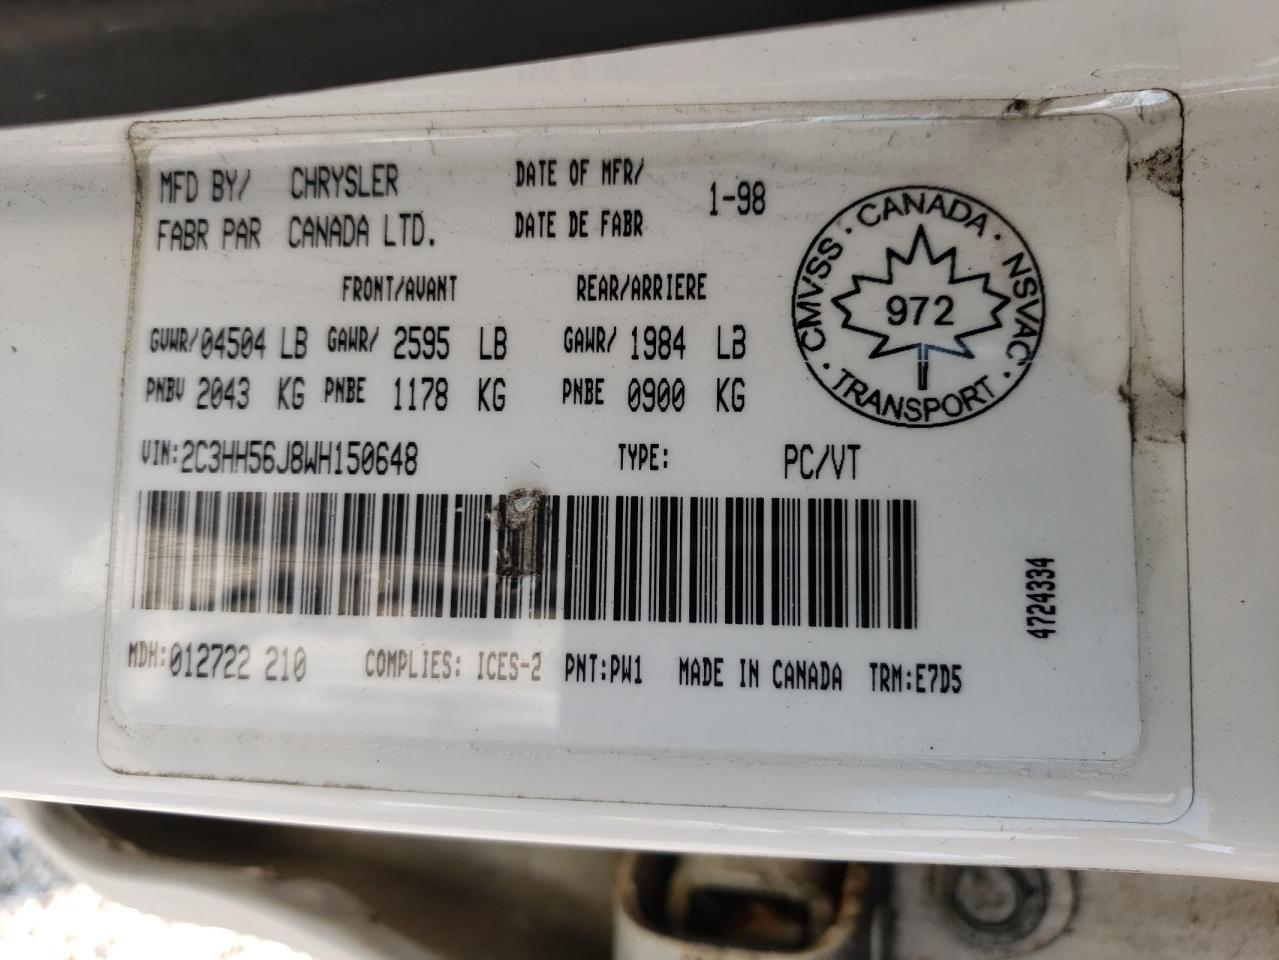 MFD BY/ CHRYSLER DATE OF MFR/ 1-98
FABR PAR CANADA LTD. DATE DE FABR
FRONT/AVANT REAR/ARRIERE
GVWR/04504 LB GAWR/ 2595 LB GAWR/ 1984 LB
PNBV 2043 KG PNBE 1178 KG PNBE 0900 KG
CMVSS · CANADA · NSVAC · TRANSPORT ·
972
VIN:2C3HH56J8WH150648 TYPE: PC/VT
4724334
MDH:012722 210 COMPLIES: ICES-2 PNT:PW1 MADE IN CANADA TRM:E7D5